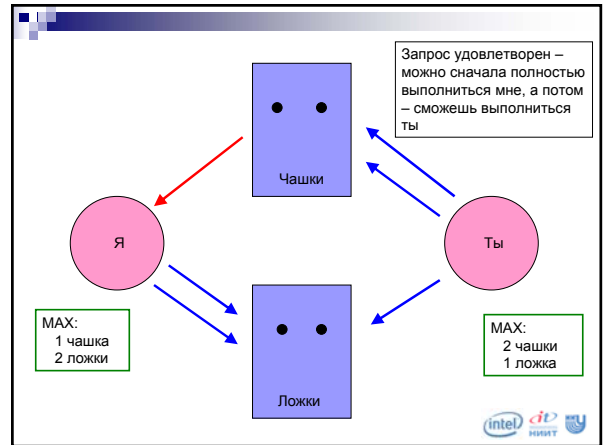 Запрос удовлетворен –
можно сначала полностью
выполниться мне, а потом
– сможешь выполниться
ты
Чашки
Я
Ты
MAX:
1 чашка
2 ложки
MAX:
2 чашки
1 ложка
Ложки
intel
it
НИИТ